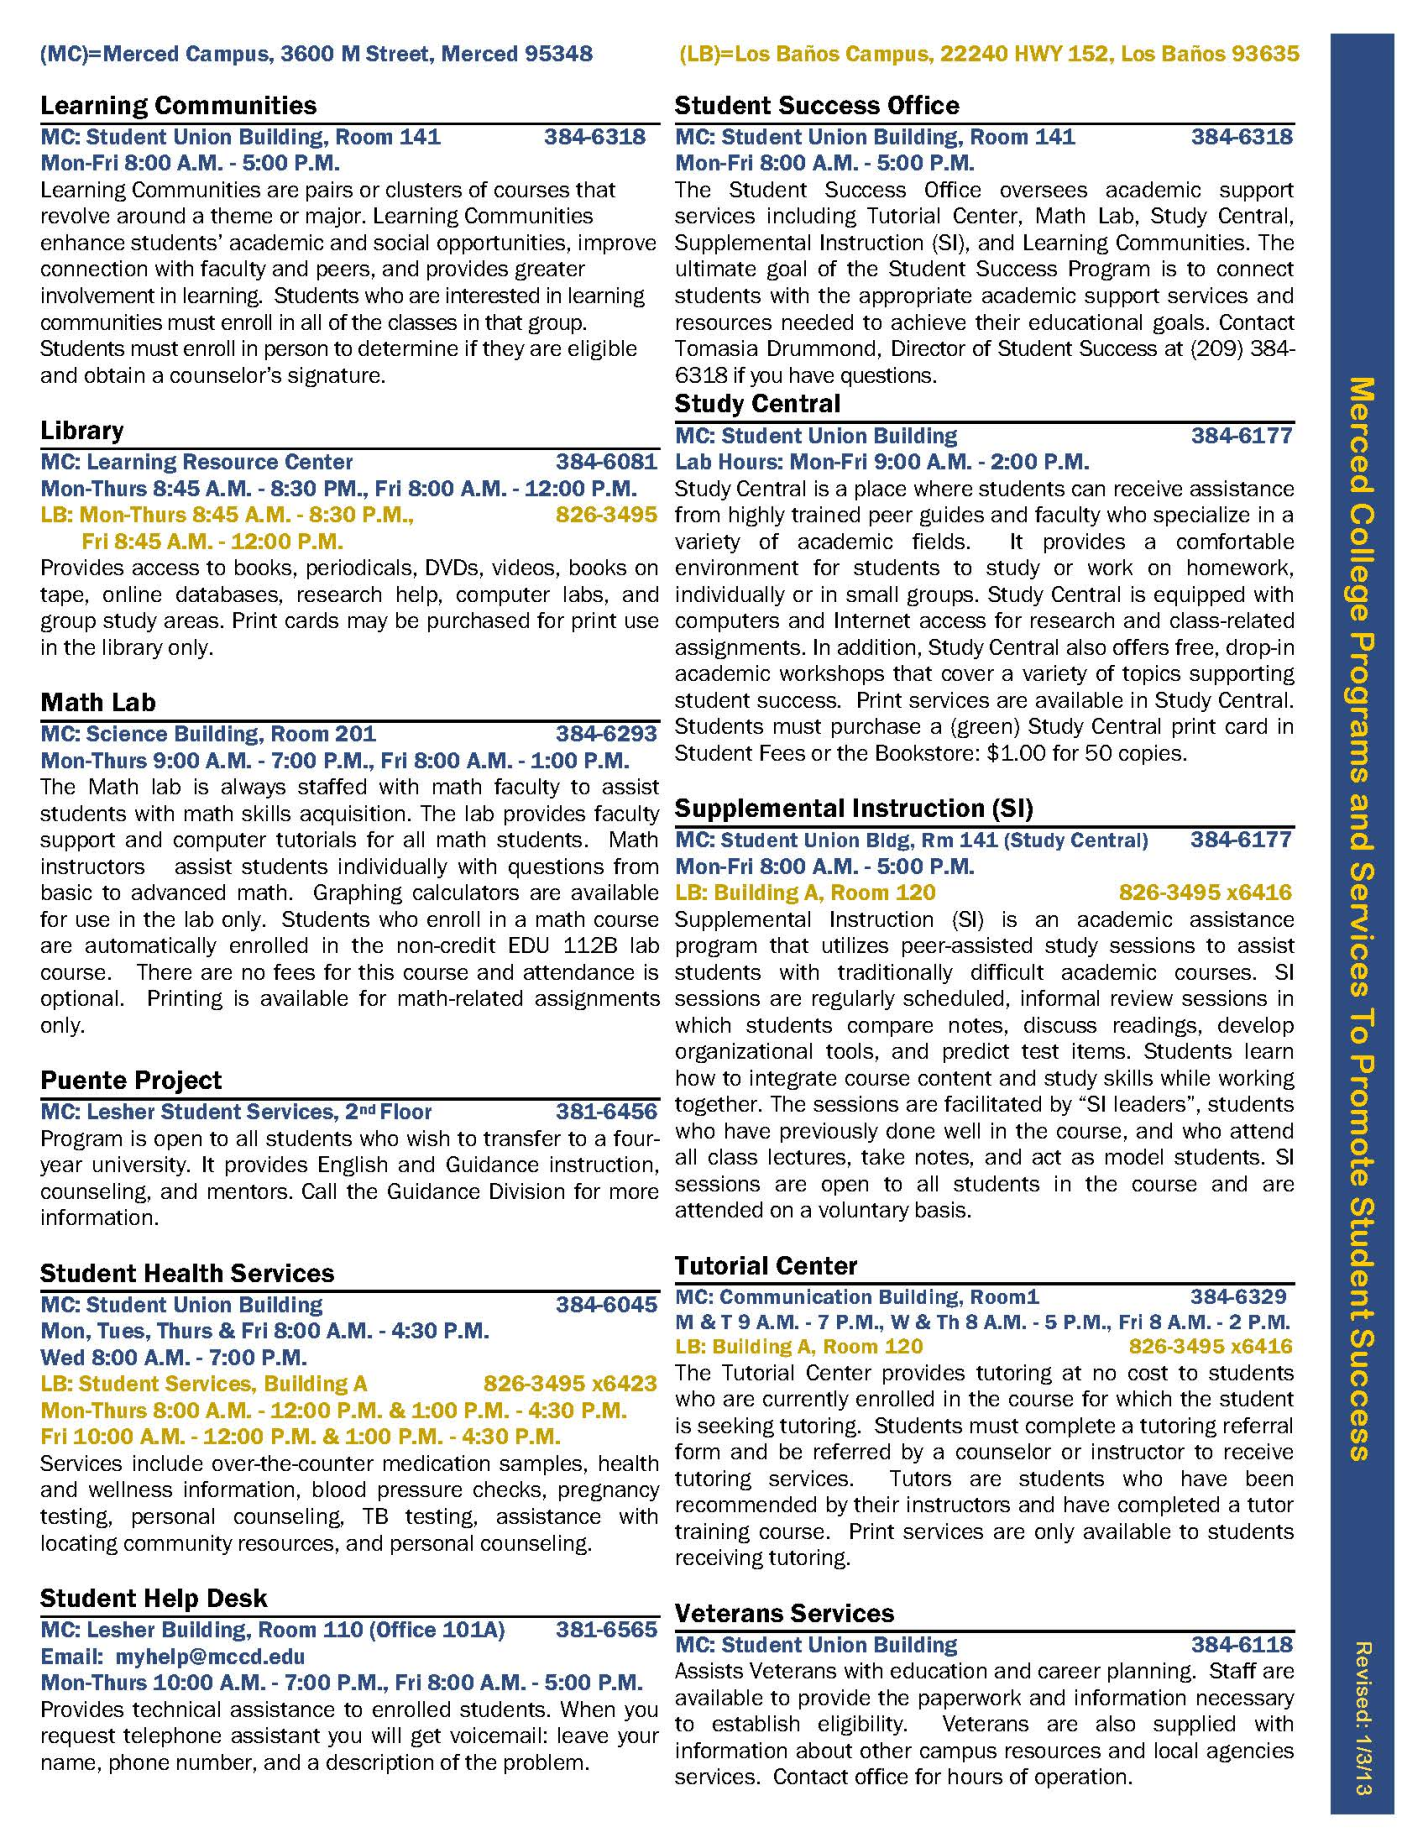 (MC)=Merced Campus, 3600 M Street, Merced 95348
(LB)=Los Baños Campus, 22240 HWY 152, Los Baños 93635
Learning Communities
MC: Student Union Building, Room 141 384-6318
Mon-Fri 8:00 A.M. - 5:00 P.M.
Learning Communities are pairs or clusters of courses that
revolve around a theme or major. Learning Communities
enhance students’ academic and social opportunities, improve
connection with faculty and peers, and provides greater
involvement in learning. Students who are interested in learning
communities must enroll in all of the classes in that group.
Students must enroll in person to determine if they are eligible
and obtain a counselor’s signature.
Library
MC: Learning Resource Center 384-6081
Mon-Thurs 8:45 A.M. - 8:30 PM., Fri 8:00 A.M. - 12:00 P.M.
LB: Mon-Thurs 8:45 A.M. - 8:30 P.M., 826-3495
Fri 8:45 A.M. - 12:00 P.M.
Provides access to books, periodicals, DVDs, videos, books on
tape, online databases, research help, computer labs, and
group study areas. Print cards may be purchased for print use
in the library only.
Math Lab
MC: Science Building, Room 201 384-6293
Mon-Thurs 9:00 A.M. - 7:00 P.M., Fri 8:00 A.M. - 1:00 P.M.
The Math lab is always staffed with math faculty to assist
students with math skills acquisition. The lab provides faculty
support and computer tutorials for all math students. Math
instructors assist students individually with questions from
basic to advanced math. Graphing calculators are available
for use in the lab only. Students who enroll in a math course
are automatically enrolled in the non-credit EDU 112B lab
course. There are no fees for this course and attendance is
optional. Printing is available for math-related assignments
only.
Puente Project
MC: Lesher Student Services, 2nd Floor 381-6456
Program is open to all students who wish to transfer to a four-
year university. It provides English and Guidance instruction,
counseling, and mentors. Call the Guidance Division for more
information.
Student Health Services
MC: Student Union Building 384-6045
Mon, Tues, Thurs & Fri 8:00 A.M. - 4:30 P.M.
Wed 8:00 A.M. - 7:00 P.M.
LB: Student Services, Building A 826-3495 x6423
Mon-Thurs 8:00 A.M. - 12:00 P.M. & 1:00 P.M. - 4:30 P.M.
Fri 10:00 A.M. - 12:00 P.M. & 1:00 P.M. - 4:30 P.M.
Services include over-the-counter medication samples, health
and wellness information, blood pressure checks, pregnancy
testing, personal counseling, TB testing, assistance with
locating community resources, and personal counseling.
Student Help Desk
MC: Lesher Building, Room 110 (Office 101A) 381-6565
Email: myhelp@mccd.edu
Mon-Thurs 10:00 A.M. - 7:00 P.M., Fri 8:00 A.M. - 5:00 P.M.
Provides technical assistance to enrolled students. When you
request telephone assistant you will get voicemail: leave your
name, phone number, and a description of the problem.
Student Success Office
MC: Student Union Building, Room 141 384-6318
Mon-Fri 8:00 A.M. - 5:00 P.M.
The Student Success Office oversees academic support
services including Tutorial Center, Math Lab, Study Central,
Supplemental Instruction (SI), and Learning Communities. The
ultimate goal of the Student Success Program is to connect
students with the appropriate academic support services and
resources needed to achieve their educational goals. Contact
Tomasia Drummond, Director of Student Success at (209) 384-
6318 if you have questions.
Study Central
MC: Student Union Building 384-6177
Lab Hours: Mon-Fri 9:00 A.M. - 2:00 P.M.
Study Central is a place where students can receive assistance
from highly trained peer guides and faculty who specialize in a
variety of academic fields. It provides a comfortable
environment for students to study or work on homework,
individually or in small groups. Study Central is equipped with
computers and Internet access for research and class-related
assignments. In addition, Study Central also offers free, drop-in
academic workshops that cover a variety of topics supporting
student success. Print services are available in Study Central.
Students must purchase a (green) Study Central print card in
Student Fees or the Bookstore: $1.00 for 50 copies.
Supplemental Instruction (SI)
MC: Student Union Bldg, Rm 141 (Study Central) 384-6177
Mon-Fri 8:00 A.M. - 5:00 P.M.
LB: Building A, Room 120 826-3495 x6416
Supplemental Instruction (SI) is an academic assistance
program that utilizes peer-assisted study sessions to assist
students with traditionally difficult academic courses. SI
sessions are regularly scheduled, informal review sessions in
which students compare notes, discuss readings, develop
organizational tools, and predict test items. Students learn
how to integrate course content and study skills while working
together. The sessions are facilitated by “SI leaders”, students
who have previously done well in the course, and who attend
all class lectures, take notes, and act as model students. SI
sessions are open to all students in the course and are
attended on a voluntary basis.
Tutorial Center
MC: Communication Building, Room1 384-6329
M & T 9 A.M. - 7 P.M., W & Th 8 A.M. - 5 P.M., Fri 8 A.M. - 2 P.M.
LB: Building A, Room 120 826-3495 x6416
The Tutorial Center provides tutoring at no cost to students
who are currently enrolled in the course for which the student
is seeking tutoring. Students must complete a tutoring referral
form and be referred by a counselor or instructor to receive
tutoring services. Tutors are students who have been
recommended by their instructors and have completed a tutor
training course. Print services are only available to students
receiving tutoring.
Veterans Services
MC: Student Union Building 384-6118
Assists Veterans with education and career planning. Staff are
available to provide the paperwork and information necessary
to establish eligibility. Veterans are also supplied with
information about other campus resources and local agencies
services. Contact office for hours of operation.
Merced College Programs and Services To Promote Student Success
Revised: 1/3/13